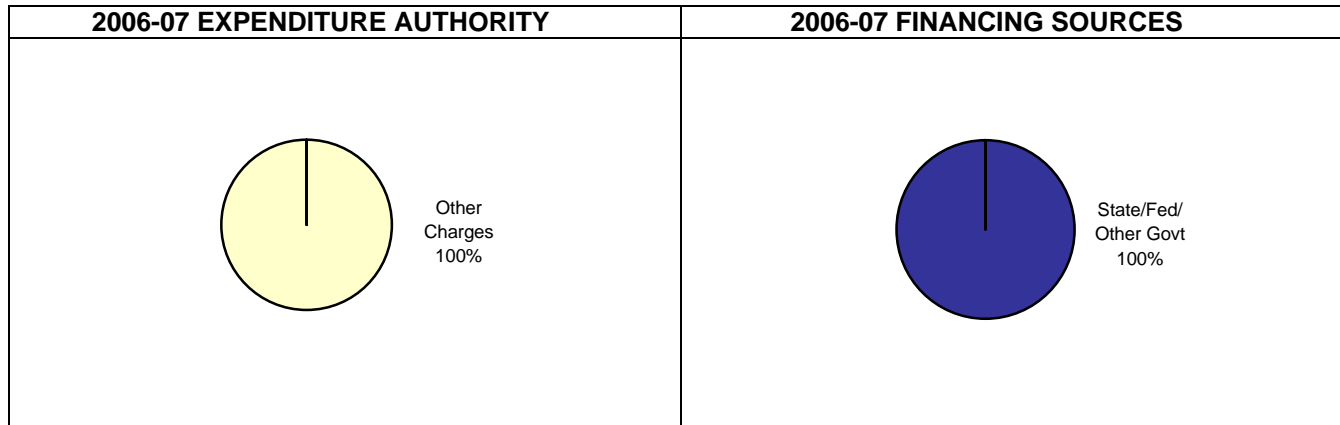 2006-07 EXPENDITURE AUTHORITY
2006-07 FINANCING SOURCES
Other
Charges
100%
State/Fed/
Other Govt
100%